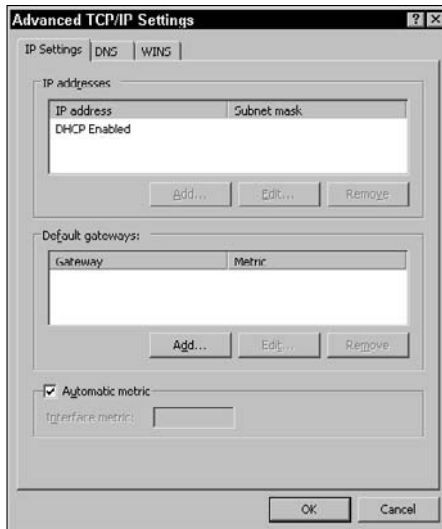 Advanced TCP/IP Settings
IP Settings DNS WINS
IP addresses
IP address Subnet mask
DHCP Enabled
Add... Edit... Remove
Default gateways:
Gateway Metric
Add... Edit... Remove
Automatic metric
Interface metric:
OK Cancel